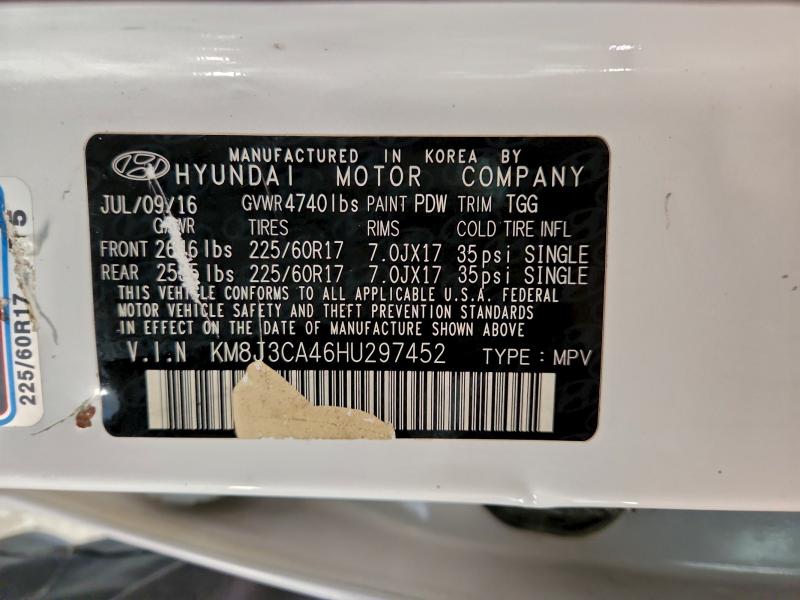 MANUFACTURED IN KOREA BY
HYUNDAI MOTOR COMPANY
JUL/09/16 GVWR 4740lbs PAINT PDW TRIM TGG
GAWR TIRES RIMS COLD TIRE INFL
FRONT lbs 225/60R17 7.0JX17 35psi SINGLE
REAR lbs 225/60R17 7.0JX17 35psi SINGLE
THIS VEHICLE CONFORMS TO ALL APPLICABLE U.S.A. FEDERAL
MOTOR VEHICLE SAFETY AND THEFT PREVENTION STANDARDS
IN EFFECT ON THE DATE OF MANUFACTURE SHOWN ABOVE
V.I.N KM8J3CA46HU297452 TYPE : MPV
225/60R17
5